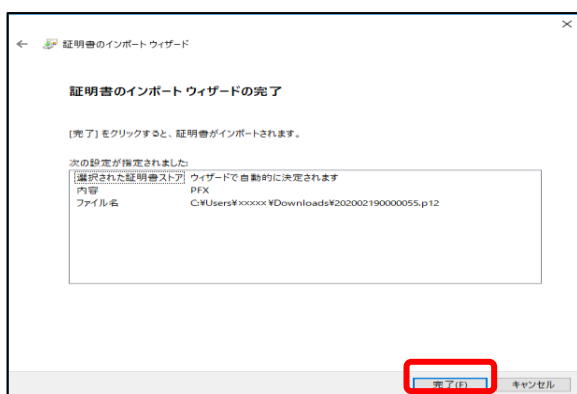 証明書のインポート ウィザード
証明書のインポート ウィザードの完了
[完了] をクリックすると、証明書がインポートされます。
次の設定が指定されました:
選択された証明書ストア ウィザードで自動的に決定されます
内容 PFX
ファイル名 C:¥Users¥xxxxx¥Downloads¥202002190000055.p12
完了(F) キャンセル